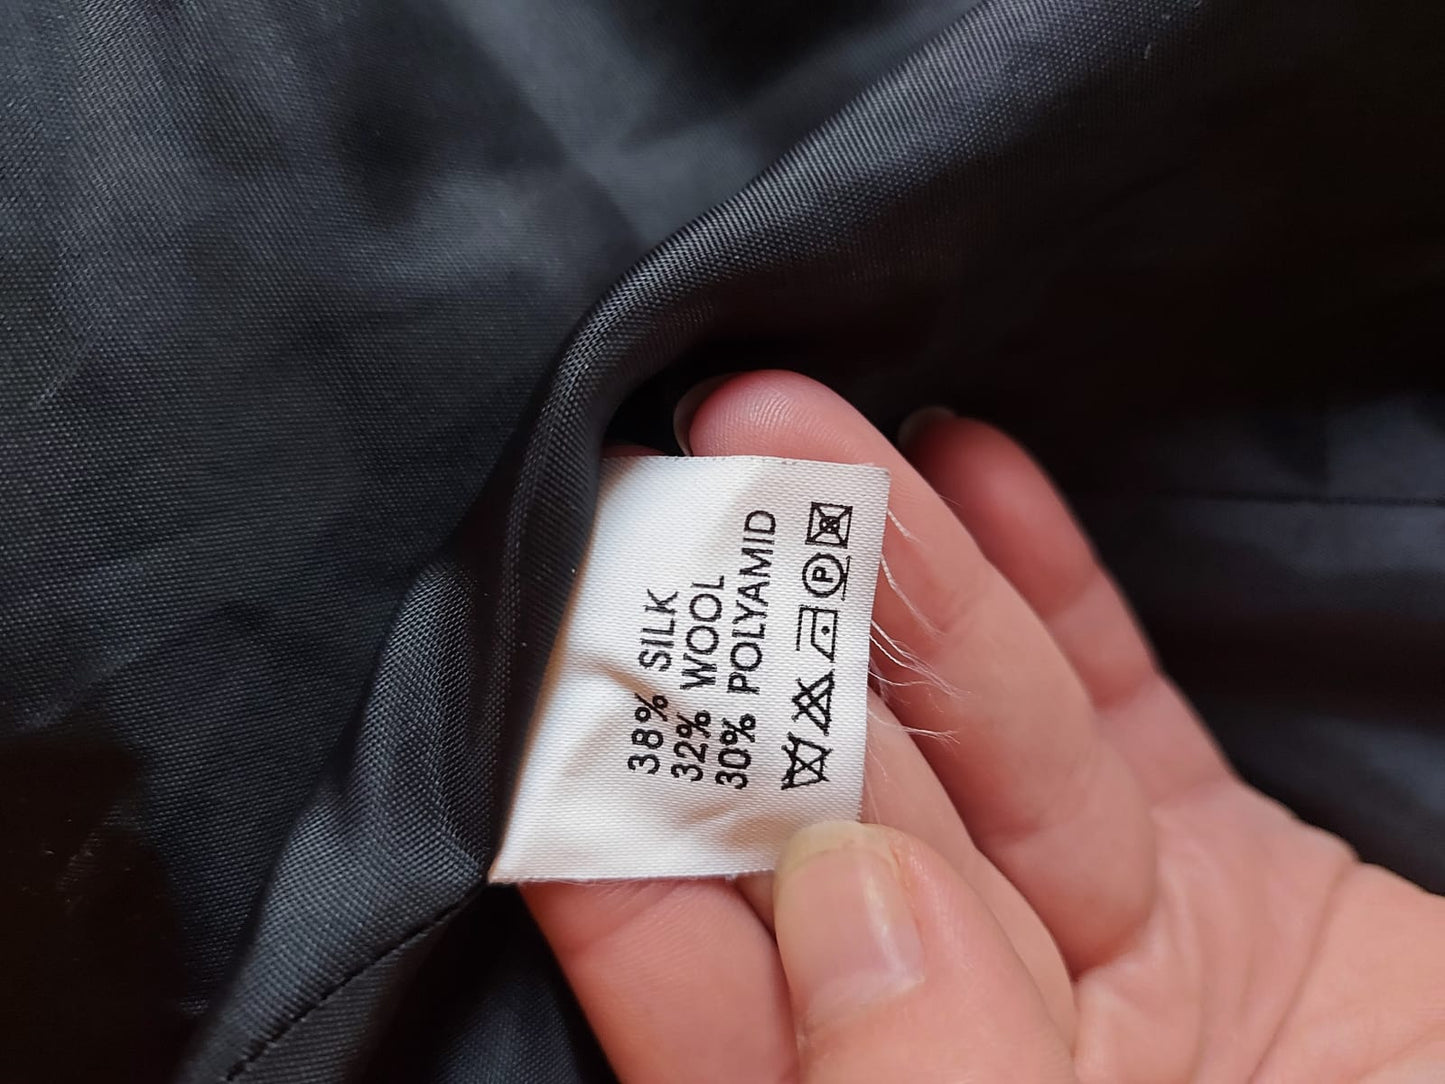 38% SILK
32% WOOL
30% POLYAMID
P